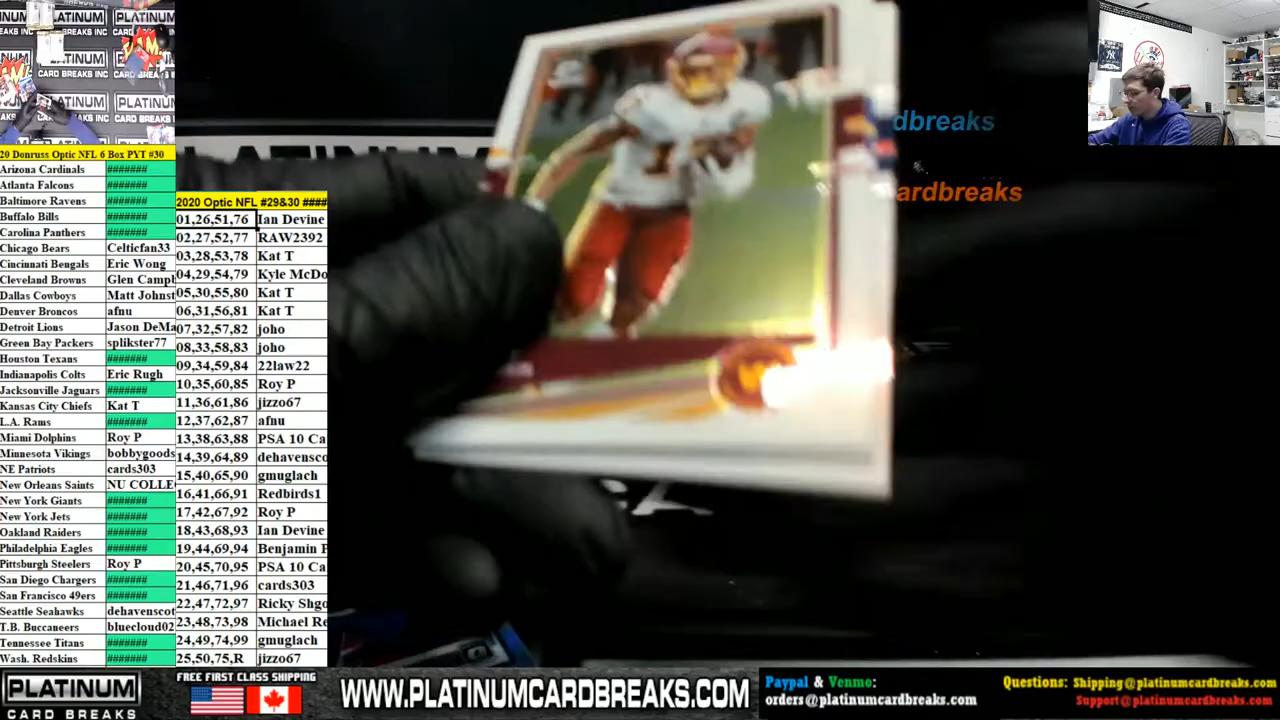 PLATINUM
CARD BREAKS INC
20 Donruss Optic NFL 6 Box PYT #30
Arizona Cardinals #######
Atlanta Falcons #######
Baltimore Ravens #######
Buffalo Bills #######
Carolina Panthers #######
Chicago Bears Celticfan33
Cincinnati Bengals Eric Wong
Cleveland Browns Glen Campb
Dallas Cowboys Matt Johnst
Denver Broncos afnu
Detroit Lions Jason DeMa
Green Bay Packers splikster77
Houston Texans #######
Indianapolis Colts Eric Rugh
Jacksonville Jaguars #######
Kansas City Chiefs Kat T
L.A. Rams #######
Miami Dolphins Roy P
Minnesota Vikings bobbygoods
NE Patriots cards303
New Orleans Saints NU COLLE
New York Giants #######
New York Jets #######
Oakland Raiders #######
Philadelphia Eagles #######
Pittsburgh Steelers Roy P
San Diego Chargers #######
San Francisco 49ers #######
Seattle Seahawks dehavenscot
T.B. Buccaneers bluecloud02
Tennessee Titans #######
Wash. Redskins #######
2020 Optic NFL #29&30 ####
01,26,51,76 Ian Devine
02,27,52,77 RAW2392
03,28,53,78 Kat T
04,29,54,79 Kyle McDo
05,30,55,80 Kat T
06,31,56,81 Kat T
07,32,57,82 joho
08,33,58,83 joho
09,34,59,84 22law22
10,35,60,85 Roy P
11,36,61,86 jizzo67
12,37,62,87 afnu
13,38,63,88 PSA 10 Ca
14,39,64,89 dehavensco
15,40,65,90 gmuglach
16,41,66,91 Redbirds1
17,42,67,92 Roy P
18,43,68,93 Ian Devine
19,44,69,94 Benjamin P
20,45,70,95 PSA 10 Ca
21,46,71,96 cards303
22,47,72,97 Ricky Shgo
23,48,73,98 Michael Re
24,49,74,99 gmuglach
25,50,75,R jizzo67
PLATINUM
rdbreaks
cardbreaks
PLATINUM
CARD BREAKS
FREE FIRST CLASS SHIPPING
WWW.PLATINUMCARDBREAKS.COM
Paypal & Venmo:
orders@platinumcardbreaks.com
Questions: Shipping@platinumcardbreaks.com
Support@platinumcardbreaks.com